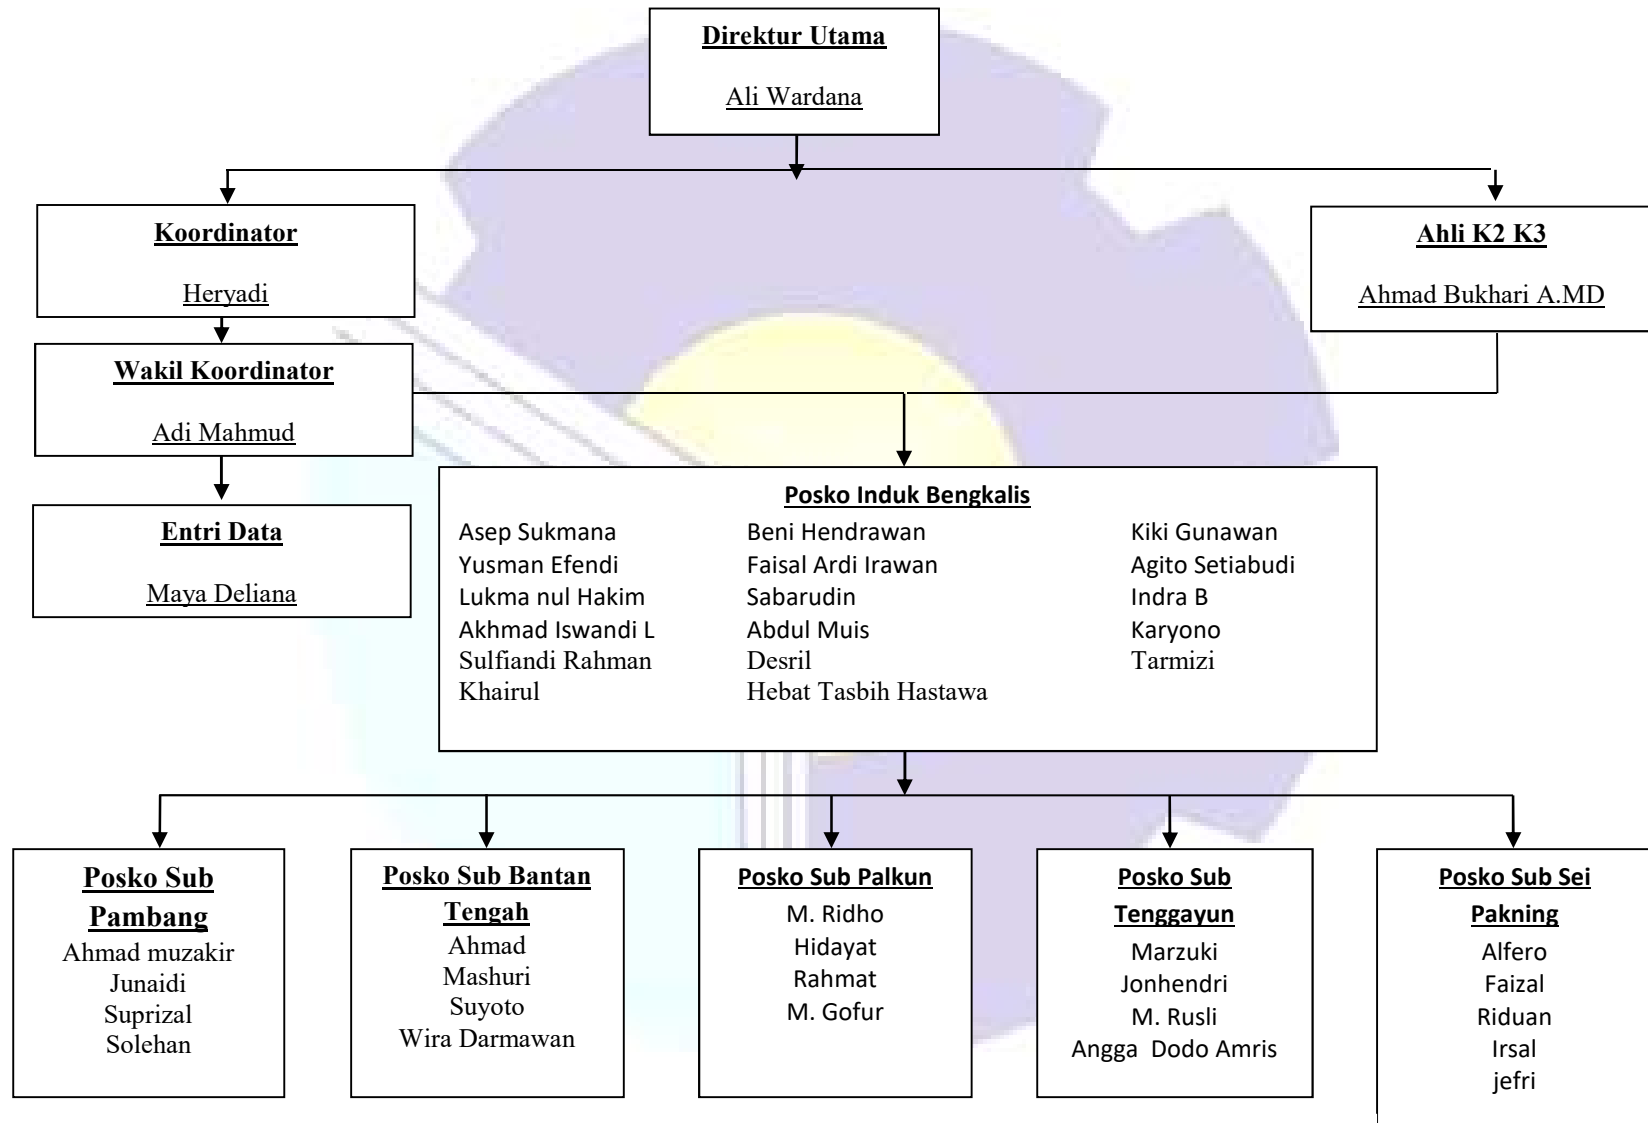 Direktur Utama
Ali Wardana
Koordinator
Heryadi
Ahli K2 K3
Ahmad Bukhari A.MD
Wakil Koordinator
Adi Mahmud
Entri Data
Maya Deliana
Posko Induk Bengkalis
Asep Sukmana Beni Hendrawan Kiki Gunawan
Yusman Efendi Faisal Ardi Irawan Agito Setiabudi
Lukma nul Hakim Sabarudin Indra B
Akhmad Iswandi L Abdul Muis Karyono
Sulfiandi Rahman Desril Tarmizi
Khairul Hebat Tasbih Hastawa
Posko Sub
Pambang
Ahmad muzakir
Junaidi
Suprizal
Solehan
Posko Sub Bantan
Tengah
Ahmad
Mashuri
Suyoto
Wira Darmawan
Posko Sub Palkun
M. Ridho
Hidayat
Rahmat
M. Gofur
Posko Sub
Tenggayun
Marzuki
Jonhendri
M. Rusli
Angga Dodo Amris
Posko Sub Sei
Pakning
Alfero
Faizal
Riduan
Irsal
jefri